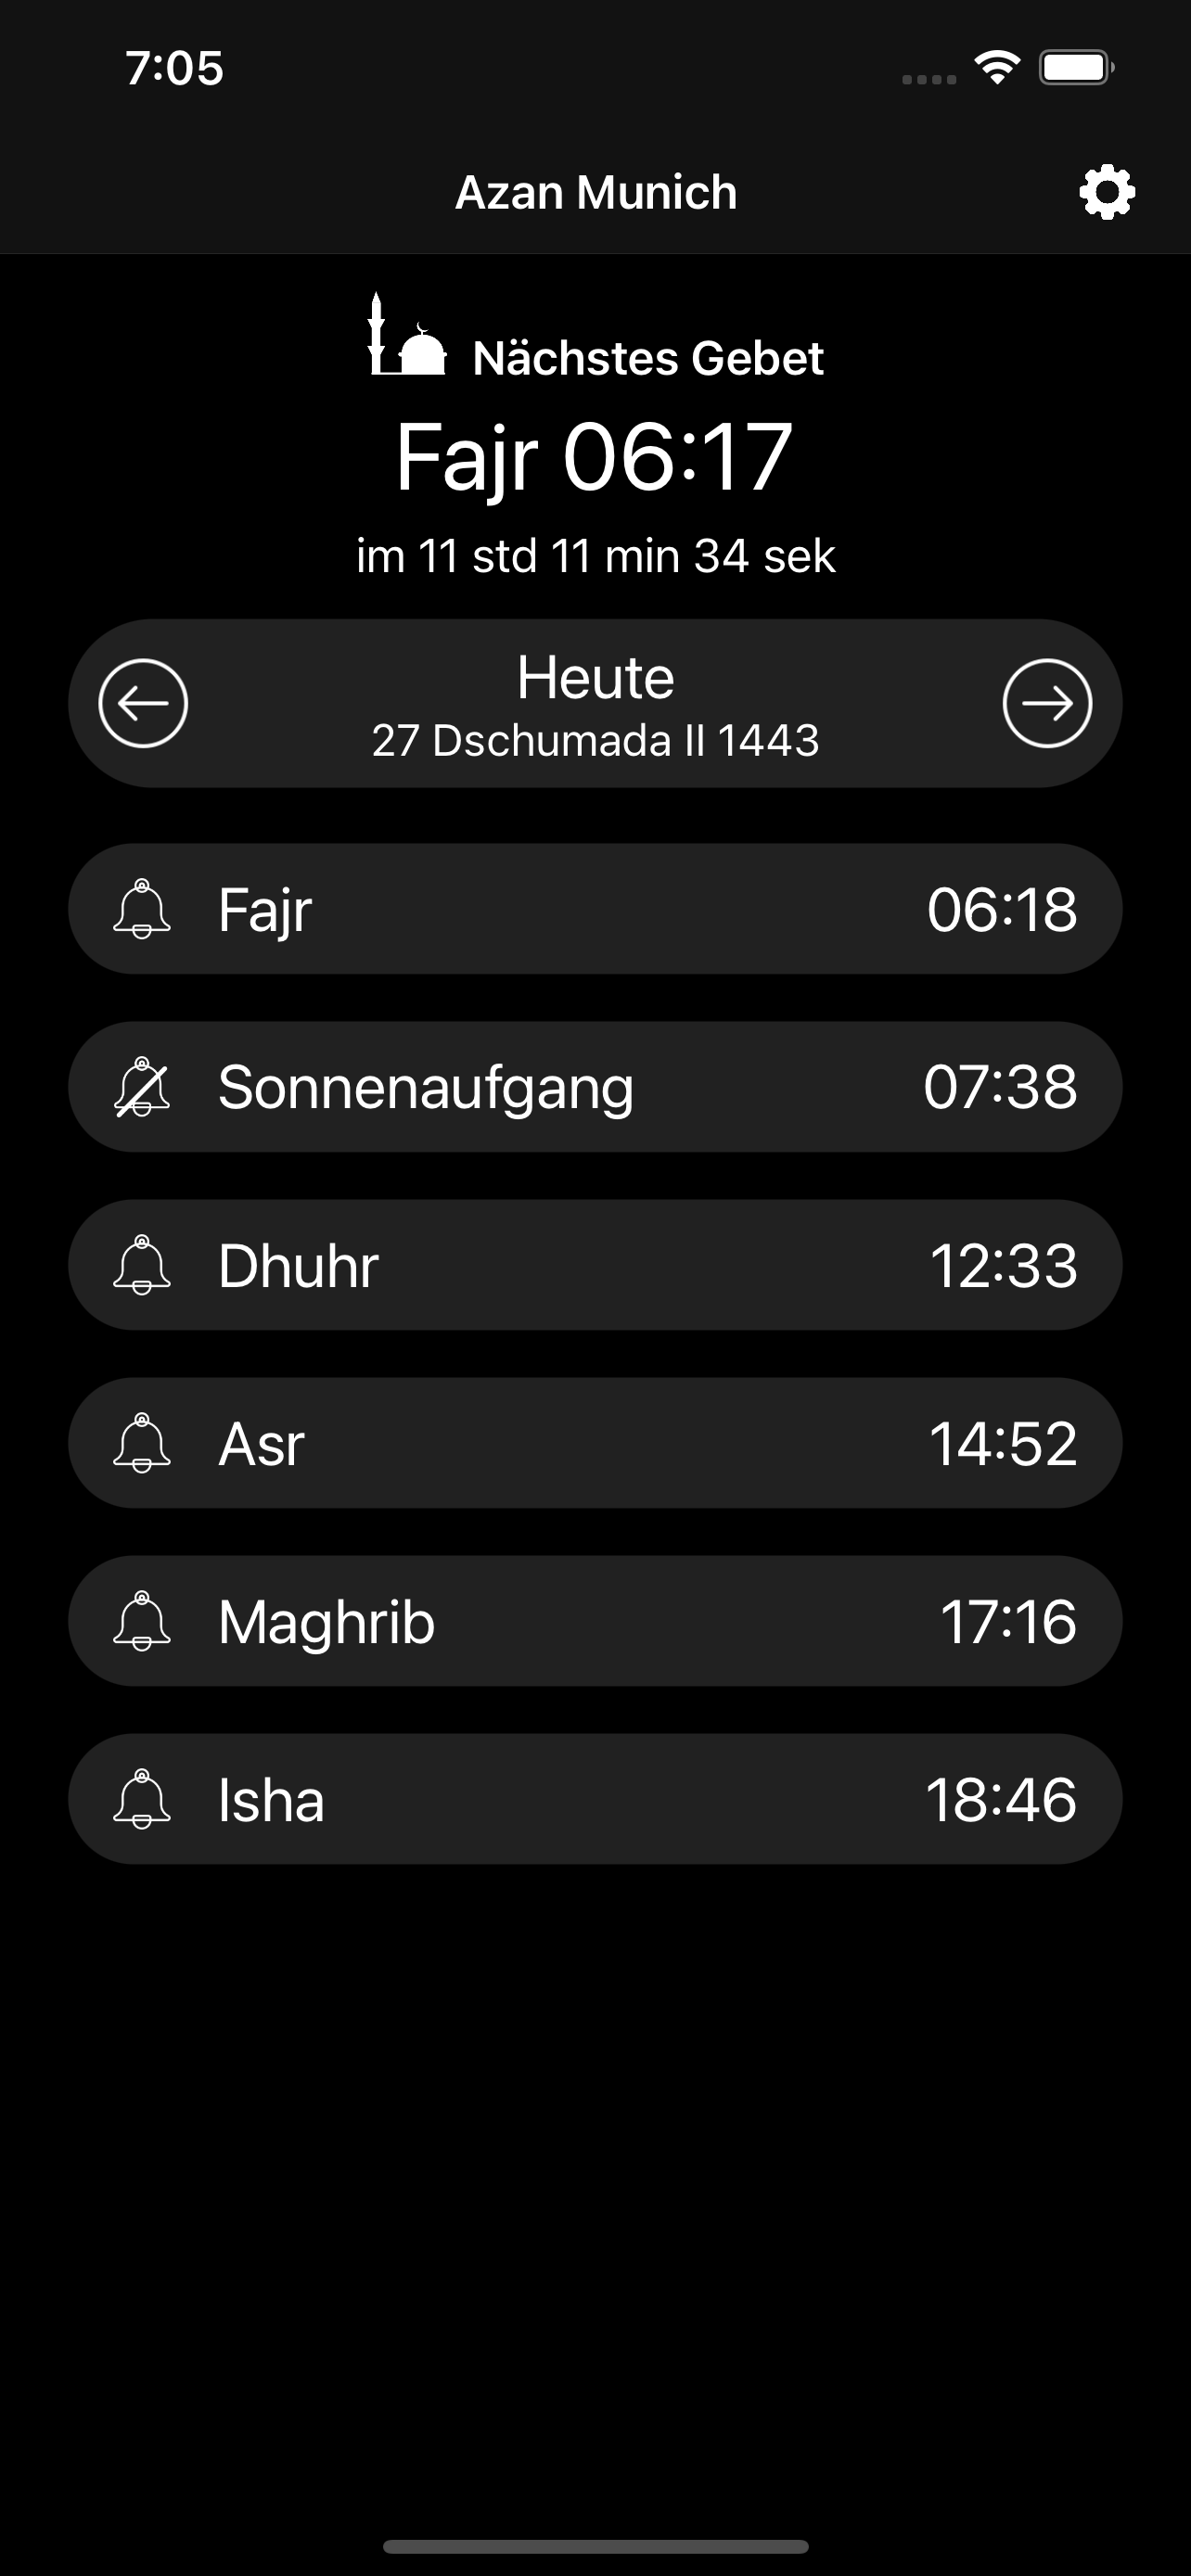 7:05
Azan Munich
Nächstes Gebet
Fajr 06:17
im 11 std 11 min 34 sek
Heute
27 Dschumada II 1443
Fajr 06:18
Sonnenaufgang 07:38
Dhuhr 12:33
Asr 14:52
Maghrib 17:16
Isha 18:46